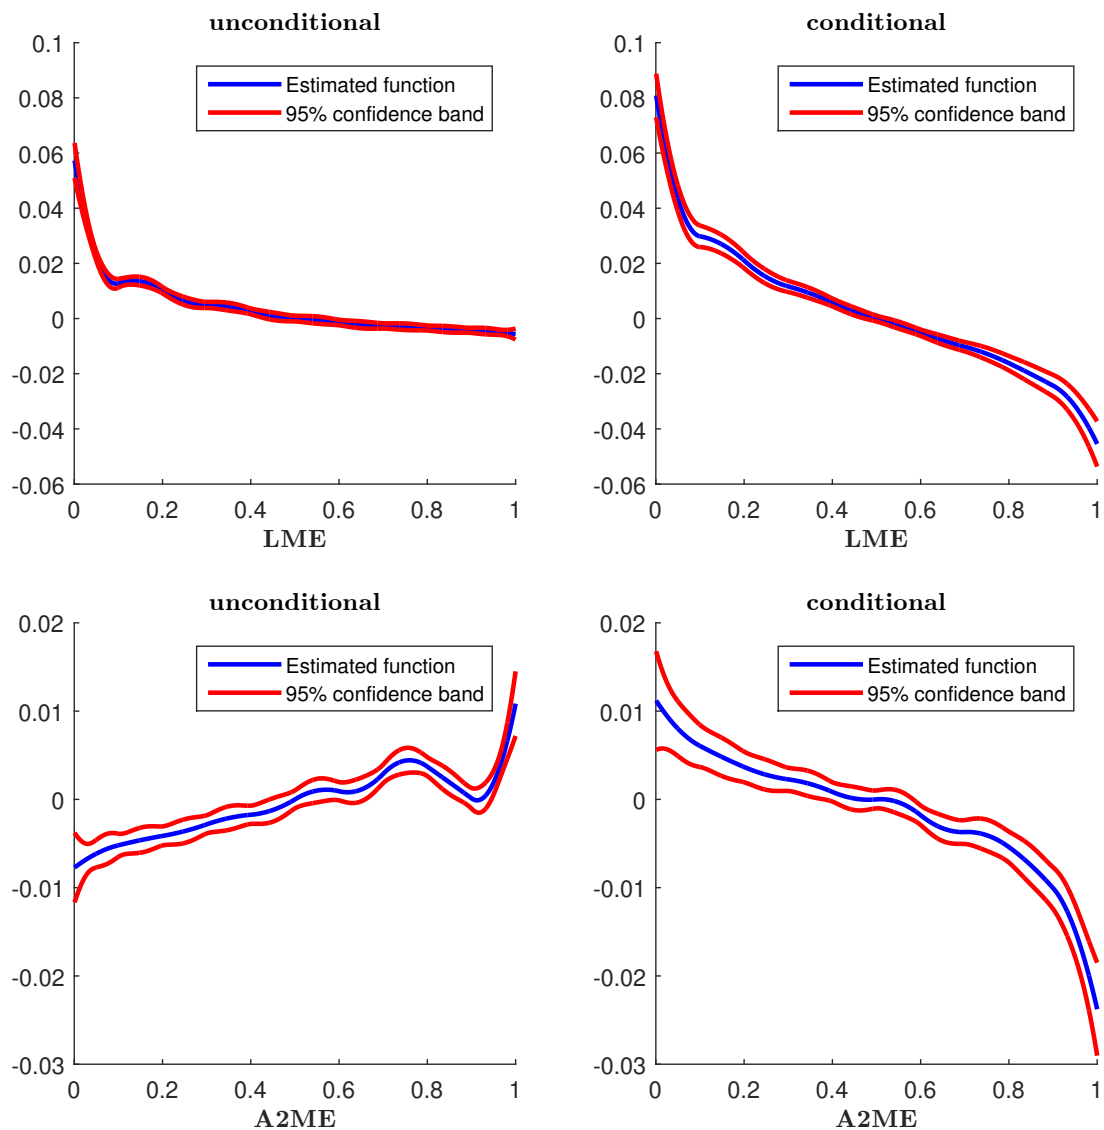 unconditional
0.1
0.08
0.06
0.04
0.02
0
-0.02
-0.04
-0.06
Estimated function
95% confidence band
0 0.2 0.4 0.6 0.8 1
LME
conditional
0.1
0.08
0.06
0.04
0.02
0
-0.02
-0.04
-0.06
Estimated function
95% confidence band
0 0.2 0.4 0.6 0.8 1
LME
unconditional
0.02
0.01
0
-0.01
-0.02
-0.03
Estimated function
95% confidence band
0 0.2 0.4 0.6 0.8 1
A2ME
conditional
0.02
0.01
0
-0.01
-0.02
-0.03
Estimated function
95% confidence band
0 0.2 0.4 0.6 0.8 1
A2ME